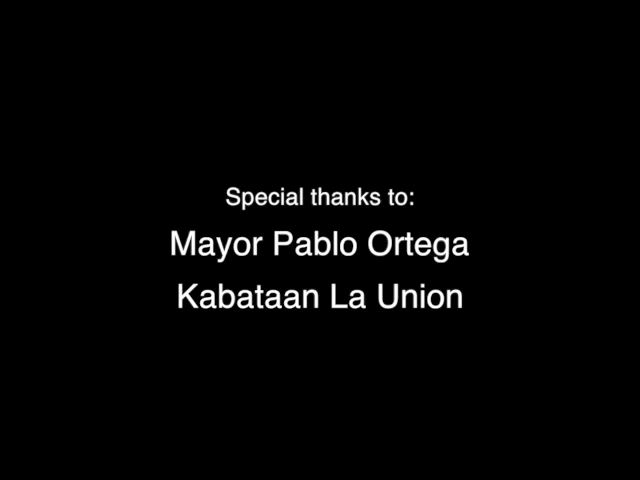 Special thanks to:
Mayor Pablo Ortega
Kabataan La Union